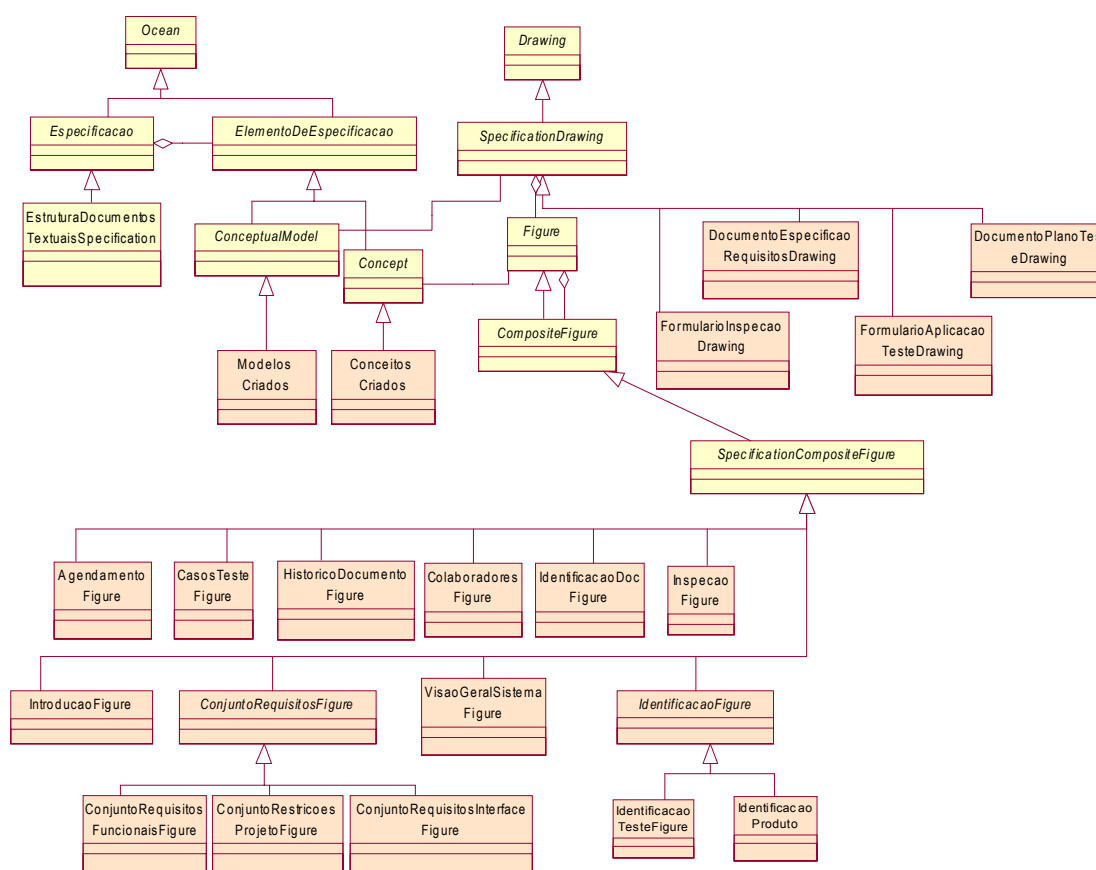 Ocean
Drawing
Especificacao
ElementoDeEspecificacao
SpecificationDrawing
EstruturaDocumentos
TextuaisSpecification
ConceptualModel
Concept
Figure
DocumentoEspecificao
RequisitosDrawing
DocumentoPlanoTest
eDrawing
CompositeFigure
FormularioInspecao
Drawing
FormularioAplicacao
TesteDrawing
Modelos
Criados
Conceitos
Criados
SpecificationCompositeFigure
Agendamento
Figure
CasosTeste
Figure
HistoricoDocumento
Figure
Colaboradores
Figure
IdentificacaoDoc
Figure
Inspecao
Figure
IntroducaoFigure
ConjuntoRequisitosFigure
VisaoGeralSistema
Figure
IdentificacaoFigure
ConjuntoRequisitos
FuncionaisFigure
ConjuntoRestricoes
ProjetoFigure
ConjuntoRequisitosInterface
Figure
Identificacao
TesteFigure
Identificacao
Produto